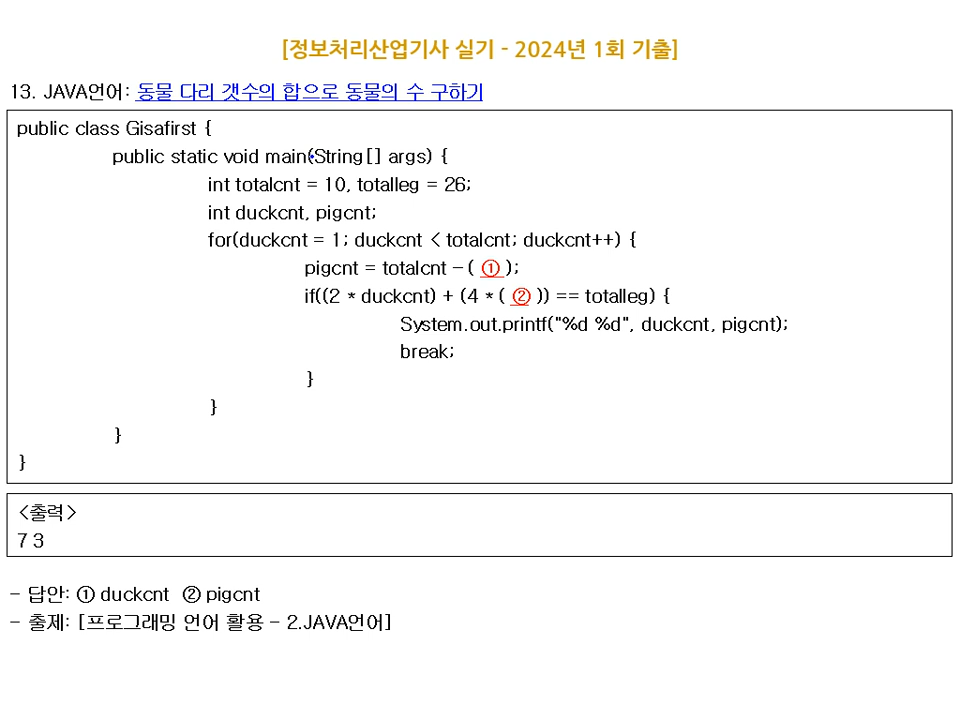 [정보처리산업기사 실기 - 2024년 1회 기출]
13. JAVA언어: 동물 다리 갯수의 합으로 동물의 수 구하기
public class Gisafirst {
public static void main(String[] args) {
int totalcnt = 10, totalleg = 26;
int duckcnt, pigcnt;
for(duckcnt = 1; duckcnt < totalcnt; duckcnt++) {
pigcnt = totalcnt - ( ① );
if((2 * duckcnt) + (4 * ( ② )) == totalleg) {
System.out.printf("%d %d", duckcnt, pigcnt);
break;
}
}
}
}
<출력>
7 3
- 답안: ① duckcnt ② pigcnt
- 출제: [프로그래밍 언어 활용 - 2.JAVA언어]